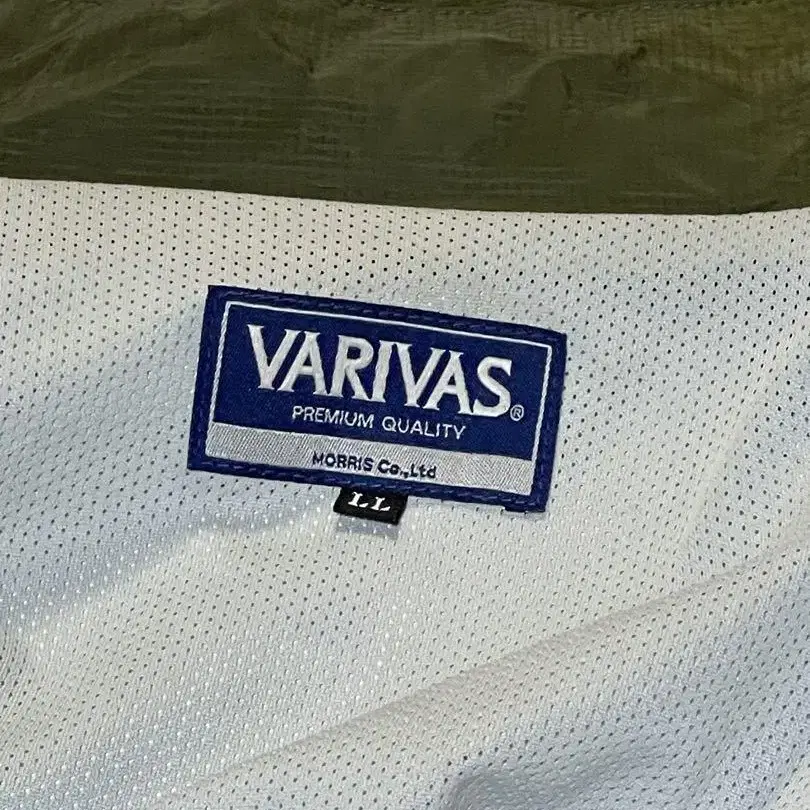 VARIVAS®
PREMIUM QUALITY
MORRIS Co.,Ltd
LL